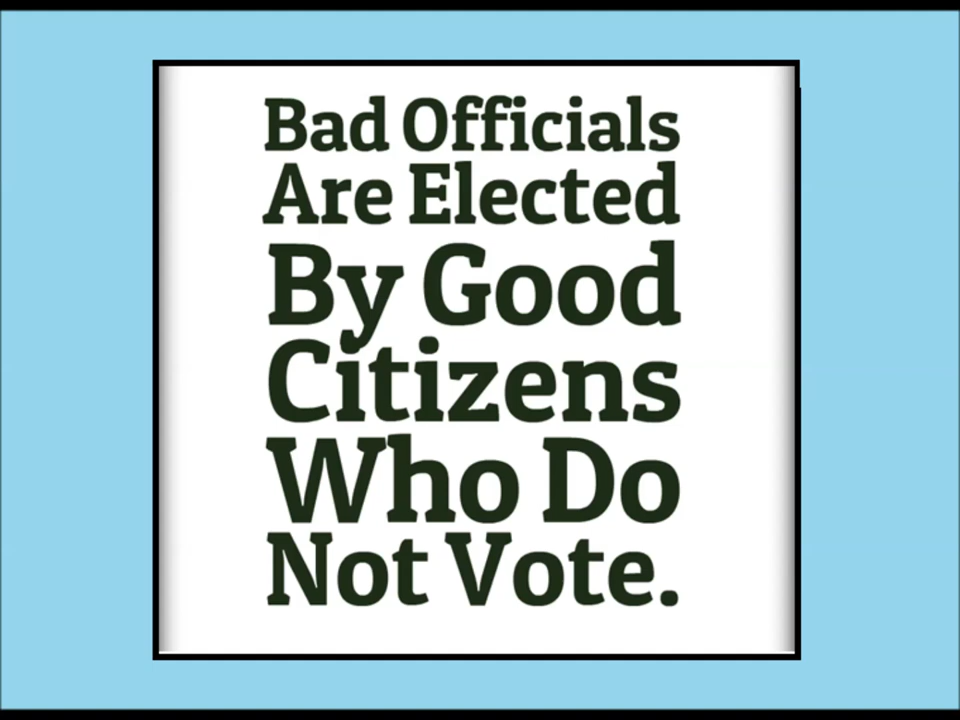 Bad Officials
Are Elected
By Good
Citizens
Who Do
Not Vote.